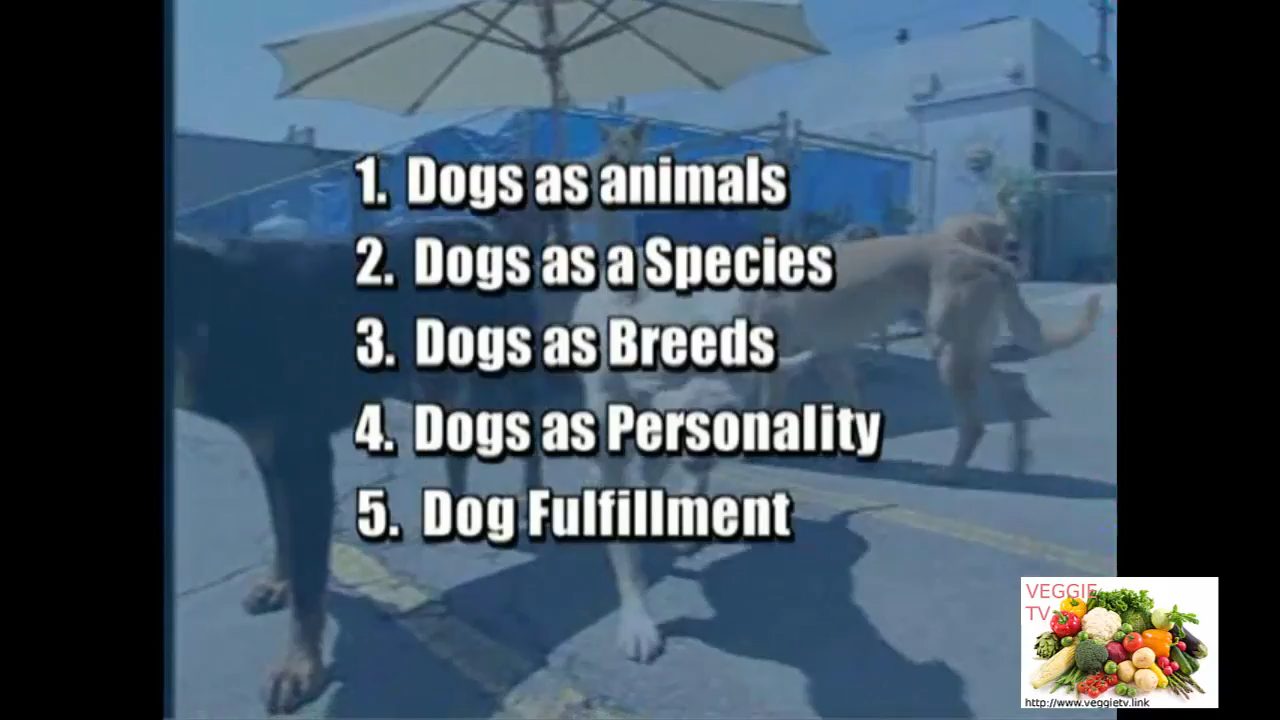 1. Dogs as animals
2. Dogs as a Species
3. Dogs as Breeds
4. Dogs as Personality
5. Dog Fulfillment
VEGGIE
TV
http://www.veggietv.link